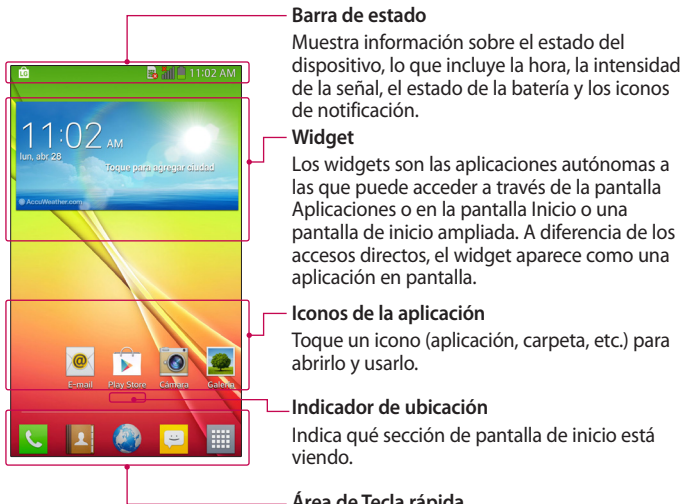 Barra de estado
Muestra información sobre el estado del
dispositivo, lo que incluye la hora, la intensidad
de la señal, el estado de la batería y los iconos
de notificación.
LG
11:02 AM
11:02 AM
lun, abr 28
Toque para agregar ciudad
AccuWeather.com
Widget
Los widgets son las aplicaciones autónomas a
las que puede acceder a través de la pantalla
Aplicaciones o en la pantalla Inicio o una
pantalla de inicio ampliada. A diferencia de los
accesos directos, el widget aparece como una
aplicación en pantalla.
Iconos de la aplicación
Toque un icono (aplicación, carpeta, etc.) para
abrirlo y usarlo.
E-mail Play Store Cámara Galería
Indicador de ubicación
Indica qué sección de pantalla de inicio está
viendo.
Área de Tecla rápida